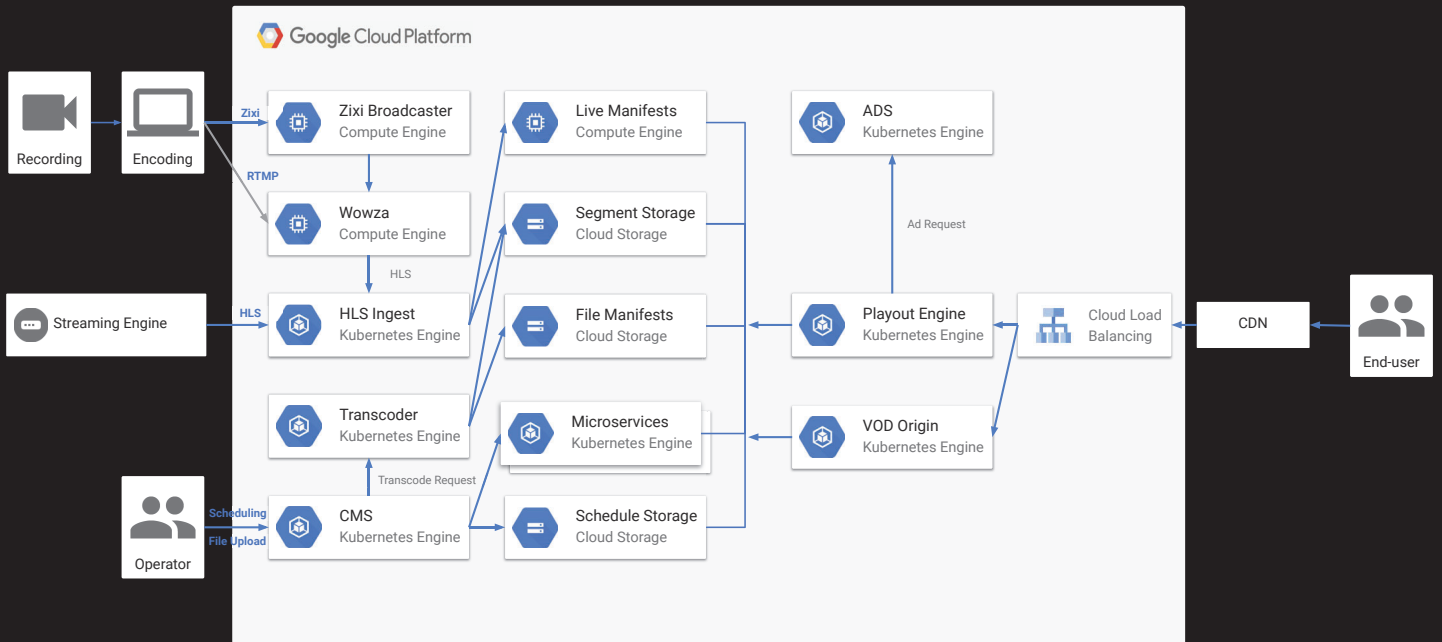 Google Cloud Platform
Recording
Encoding
Zixi
RTMP
Zixi Broadcaster
Compute Engine
Wowza
Compute Engine
HLS
Streaming Engine
HLS
HLS Ingest
Kubernetes Engine
Transcoder
Kubernetes Engine
Transcode Request
Operator
Scheduling
File Upload
CMS
Kubernetes Engine
Live Manifests
Compute Engine
Segment Storage
Cloud Storage
File Manifests
Cloud Storage
Microservices
Kubernetes Engine
Schedule Storage
Cloud Storage
ADS
Kubernetes Engine
Ad Request
Playout Engine
Kubernetes Engine
VOD Origin
Kubernetes Engine
Cloud Load
Balancing
CDN
End-user